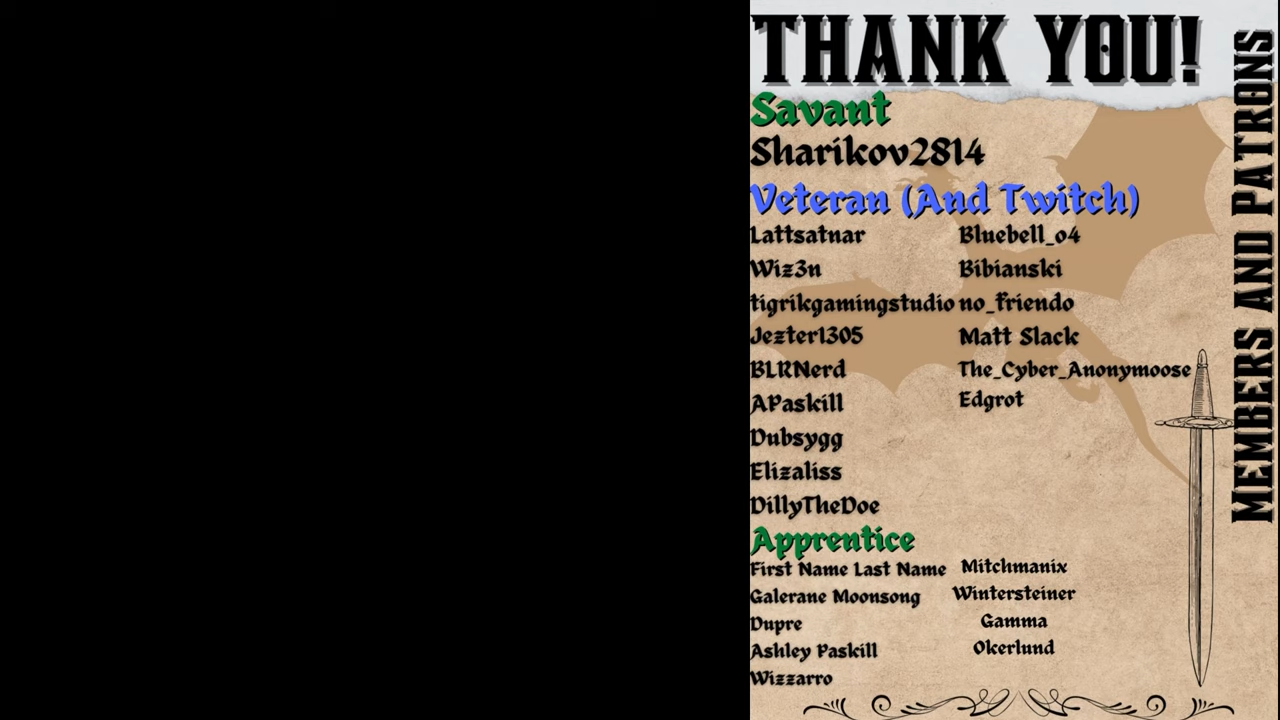 THANK YOU!
Savant
Sharikov2814
Veteran (And Twitch)
Lattsatnar
Wiz3n
tigrikgamingstudio
Jezter1305
BLRNerd
APaskill
Dubsygg
Elizaliss
DillyTheDoe
Bluebell_04
Bibianski
no_friendo
Matt Slack
The_Cyber_Anonymoose
Edgrot
Apprentice
First Name Last Name
Galerane Moonsong
Dupre
Ashley Paskill
Wizzarro
Mitchmanix
Wintersteiner
Gamma
Okerlund
MEMBERS AND PATRONS